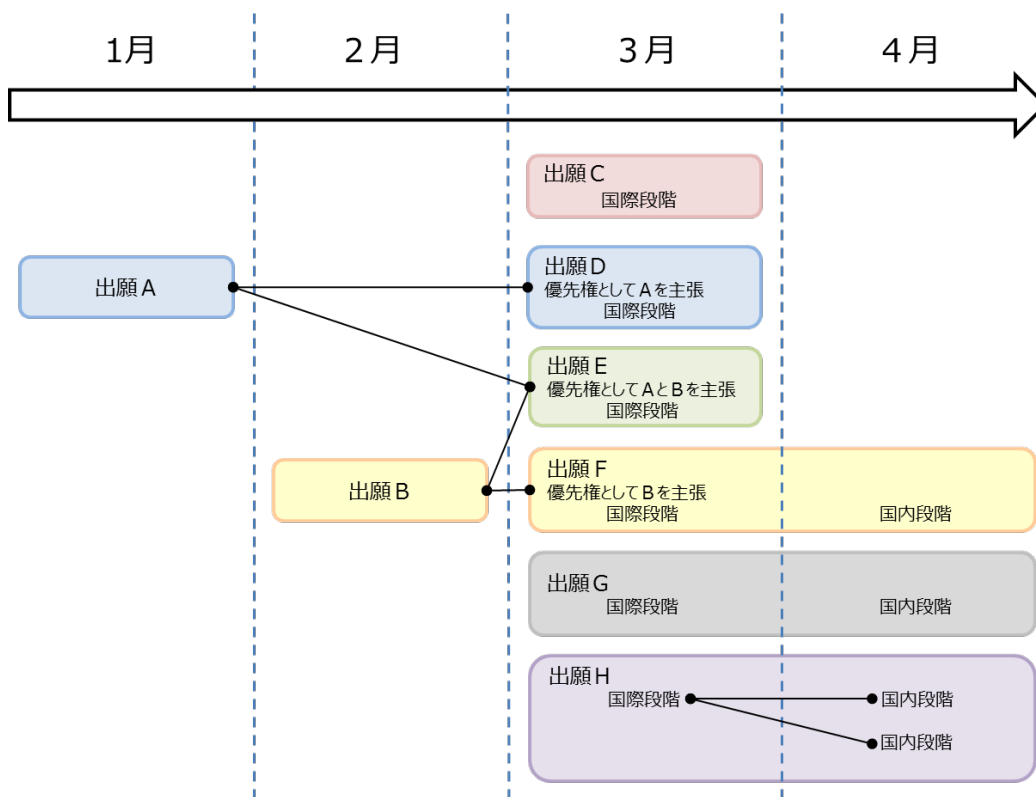 1月
2月
3月
4月
出願C
国際段階
出願A
出願D
優先権としてAを主張
国際段階
出願E
優先権としてAとBを主張
国際段階
出願B
出願F
優先権としてBを主張
国際段階
国内段階
出願G
国際段階
国内段階
出願H
国際段階
国内段階
国内段階